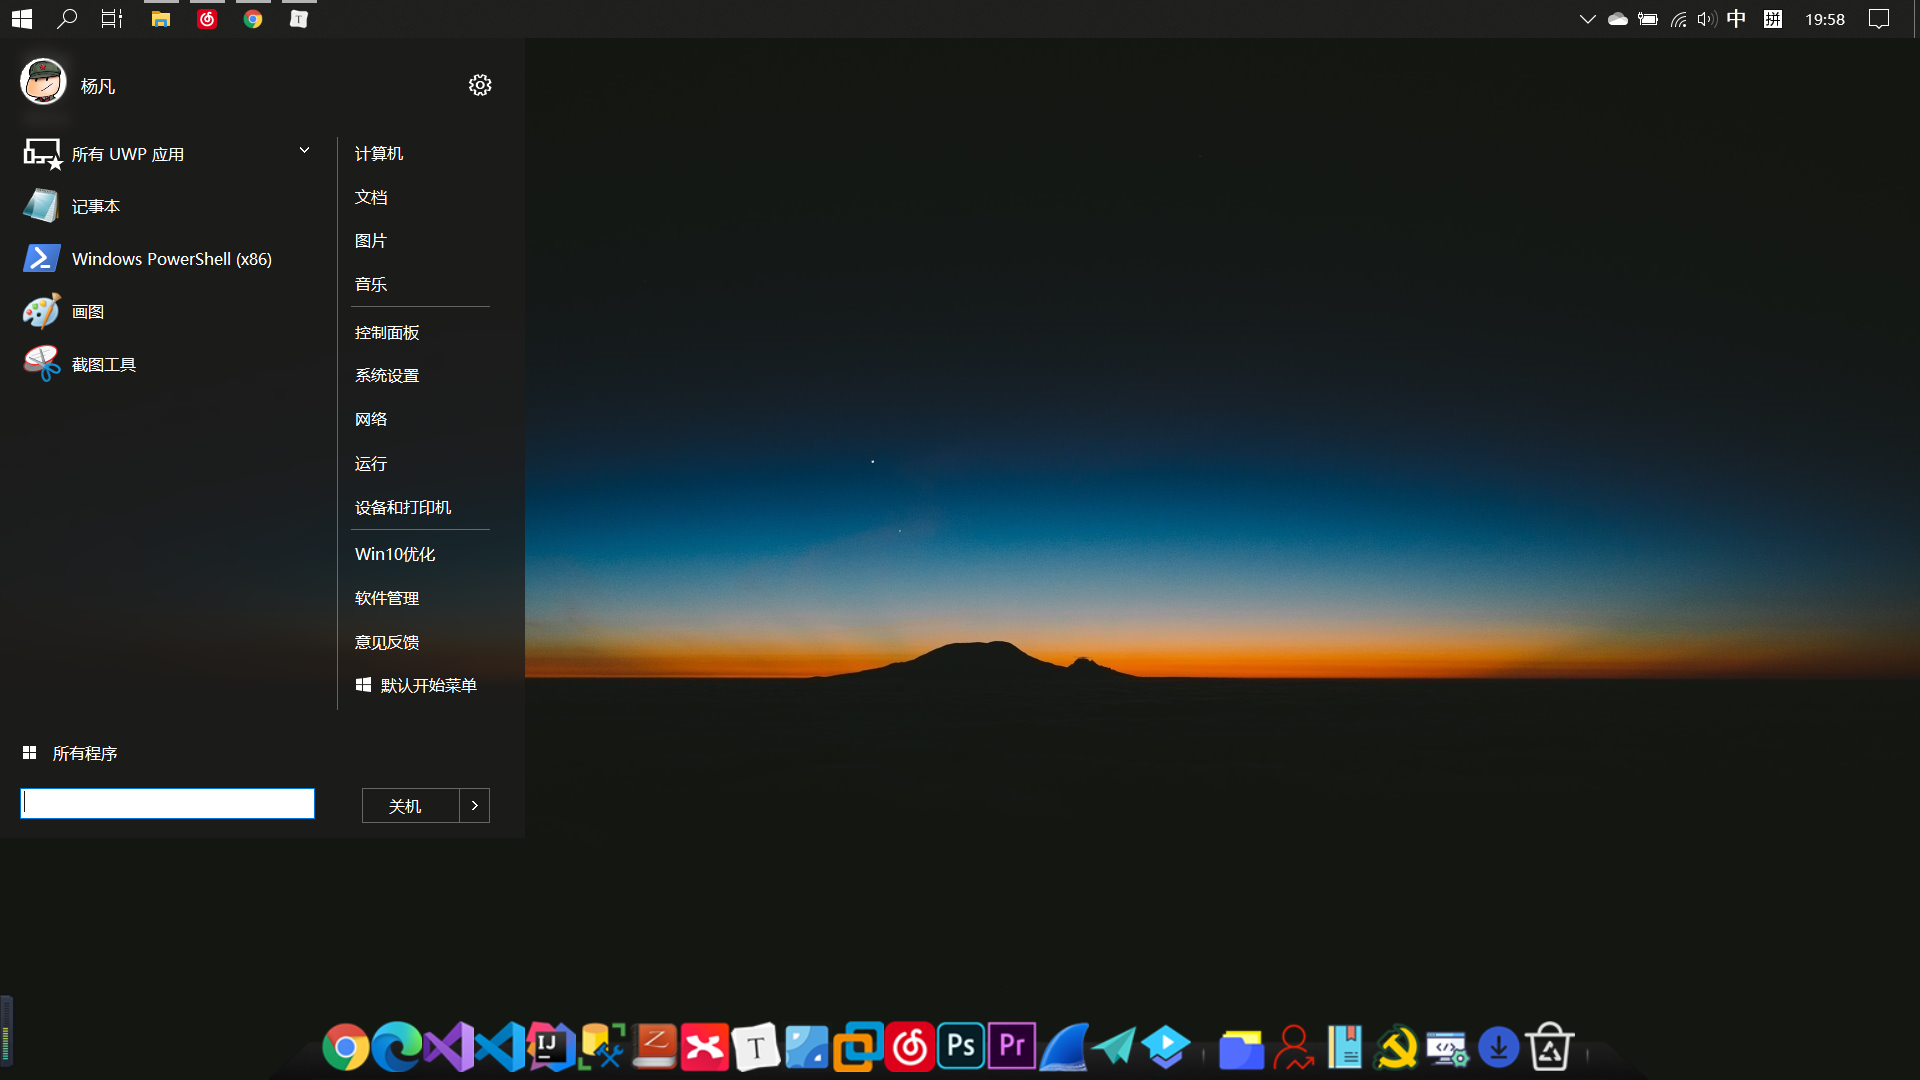 中 拼 19:58
杨凡
所有 UWP 应用
记事本
Windows PowerShell (x86)
画图
截图工具
计算机
文档
图片
音乐
控制面板
系统设置
网络
运行
设备和打印机
Win10优化
软件管理
意见反馈
默认开始菜单
所有程序
关机
IJ
Z
T
Ps
Pr